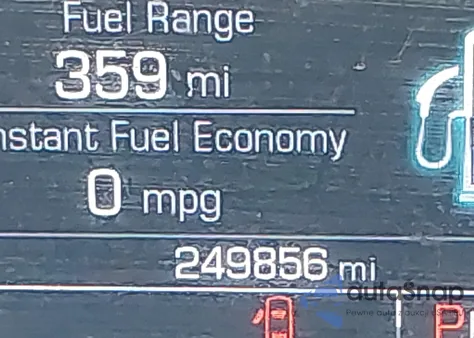 Fuel Range
359 mi
nstant Fuel Economy
0 mpg
249856 mi
autoSnap
P